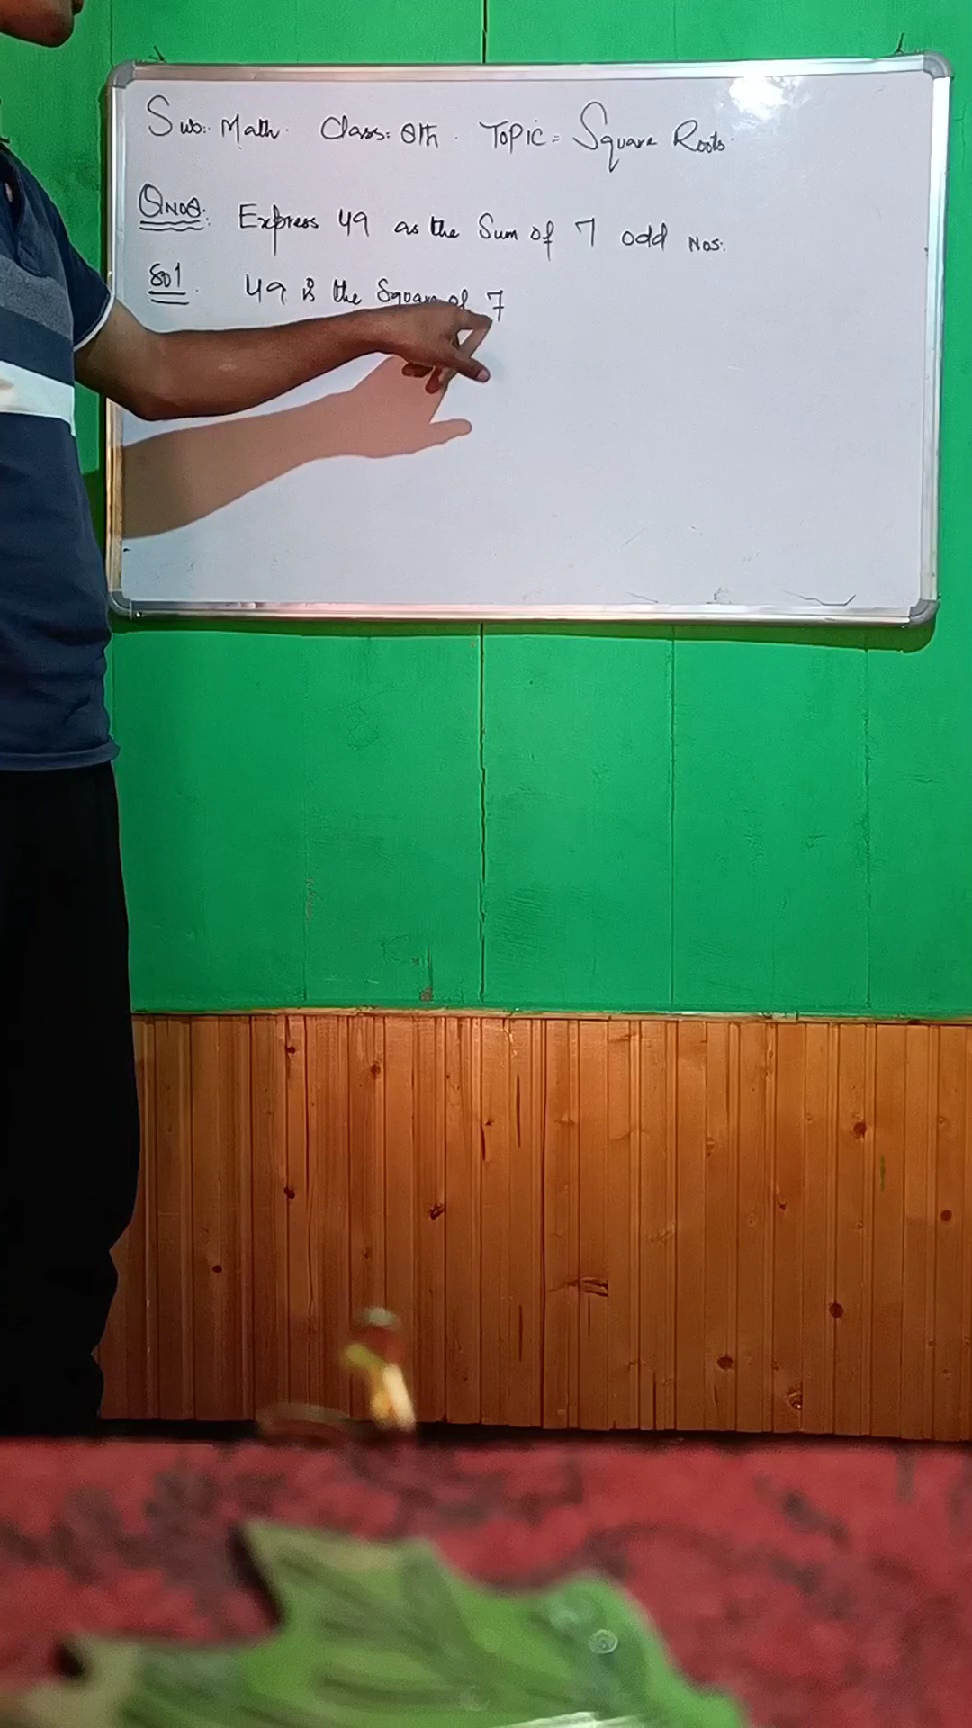 Sub: Math. Class: 8th. Topic = Square Roots.
QNo8: Express 49 as the Sum of 7 odd Nos.
Sol. 49 is the Square of 7